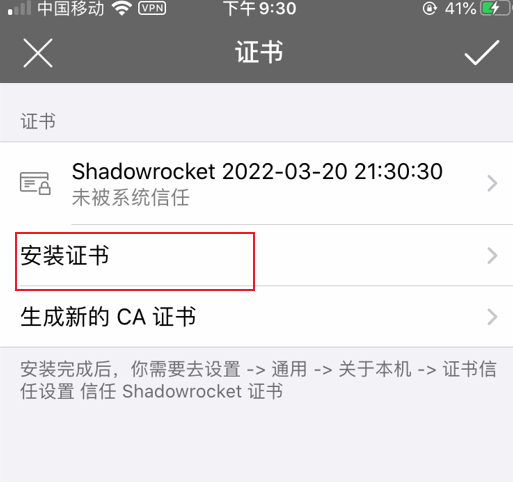 中国移动 VPN 下午9:30 41%
证书
证书
Shadowrocket 2022-03-20 21:30:30
未被系统信任
安装证书
生成新的 CA 证书
安装完成后，你需要去设置 -> 通用 -> 关于本机 -> 证书信
任设置 信任 Shadowrocket 证书